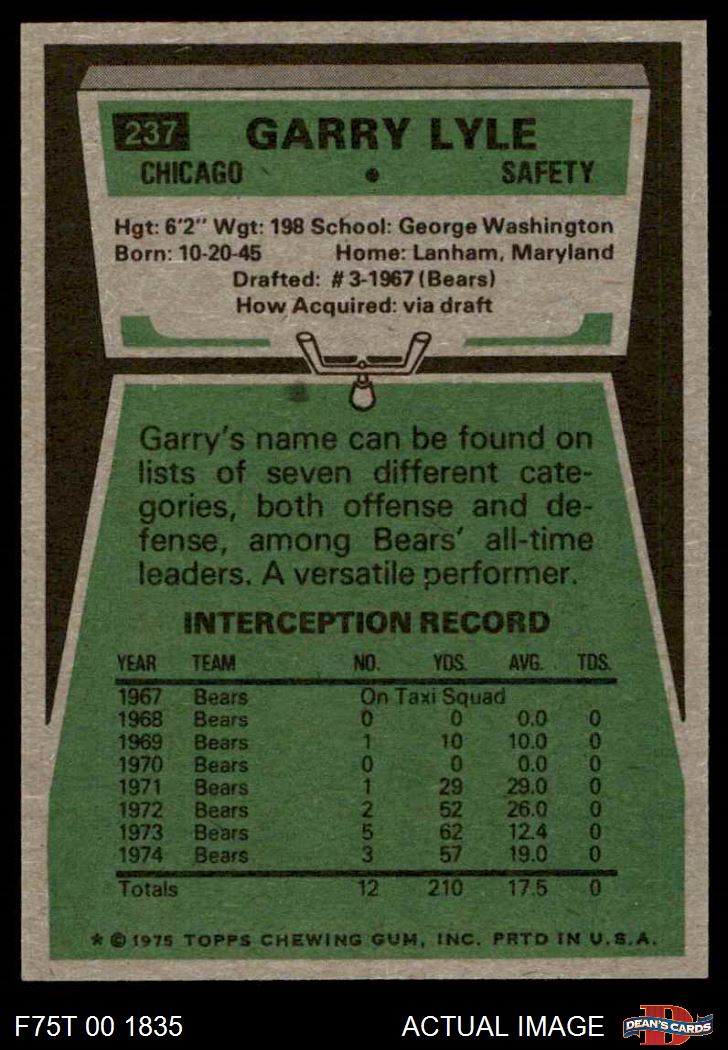 237 GARRY LYLE
CHICAGO • SAFETY
Hgt: 6'2" Wgt: 198 School: George Washington
Born: 10-20-45 Home: Lanham, Maryland
Drafted: #3-1967 (Bears)
How Acquired: via draft
Garry's name can be found on
lists of seven different cate-
gories, both offense and de-
fense, among Bears' all-time
leaders. A versatile performer.
INTERCEPTION RECORD
YEAR TEAM NO. YDS. AVG. TDS.
1967 Bears On Taxi Squad
1968 Bears 0 0 0.0 0
1969 Bears 1 10 10.0 0
1970 Bears 0 0 0.0 0
1971 Bears 1 29 29.0 0
1972 Bears 2 52 26.0 0
1973 Bears 5 62 12.4 0
1974 Bears 3 57 19.0 0
Totals 12 210 17.5 0
* © 1975 TOPPS CHEWING GUM, INC. PRTD IN U.S.A.
F75T 00 1835 ACTUAL IMAGE D DEAN'S CARDS